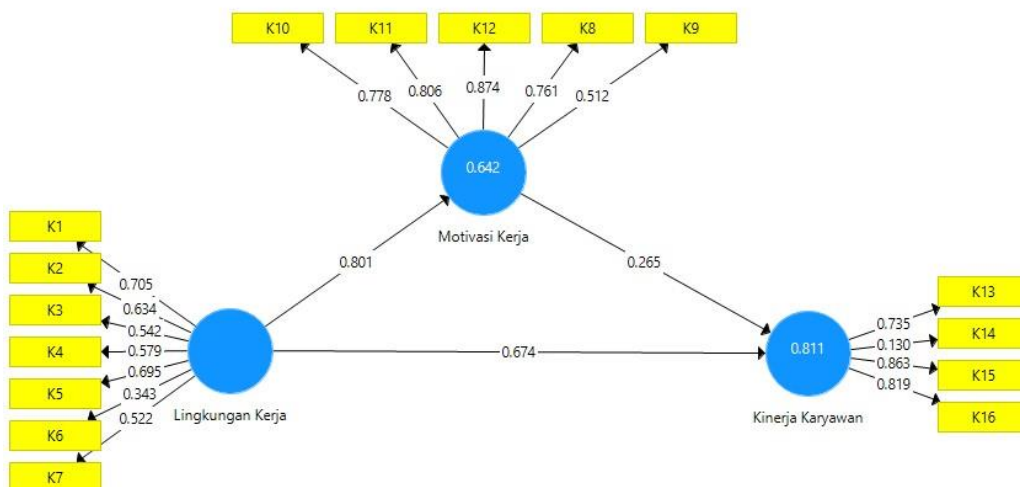 K10
K11
K12
K8
K9
0.778
0.806
0.874
0.761
0.512
0.642
Motivasi Kerja
K1
K2
K3
K4
K5
K6
K7
0.705
0.634
0.542
0.579
0.695
0.343
0.522
Lingkungan Kerja
0.801
0.265
0.674
0.811
Kinerja Karyawan
0.735
0.130
0.863
0.819
K13
K14
K15
K16